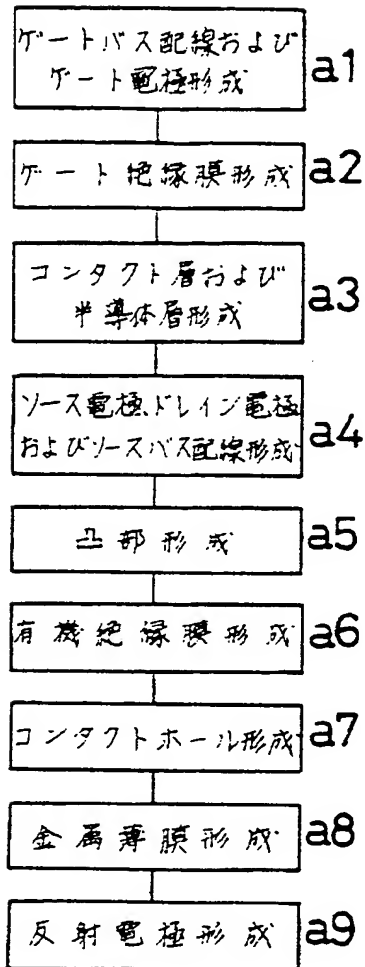 ゲートバス配線および
ゲート電極形成
a1
ゲート絶縁膜形成
a2
コンタクト層および
半導体層形成
a3
ソース電極、ドレイン電極
およびソースバス配線形成
a4
凸部形成
a5
有機絶縁膜形成
a6
コンタクトホール形成
a7
金属薄膜形成
a8
反射電極形成
a9